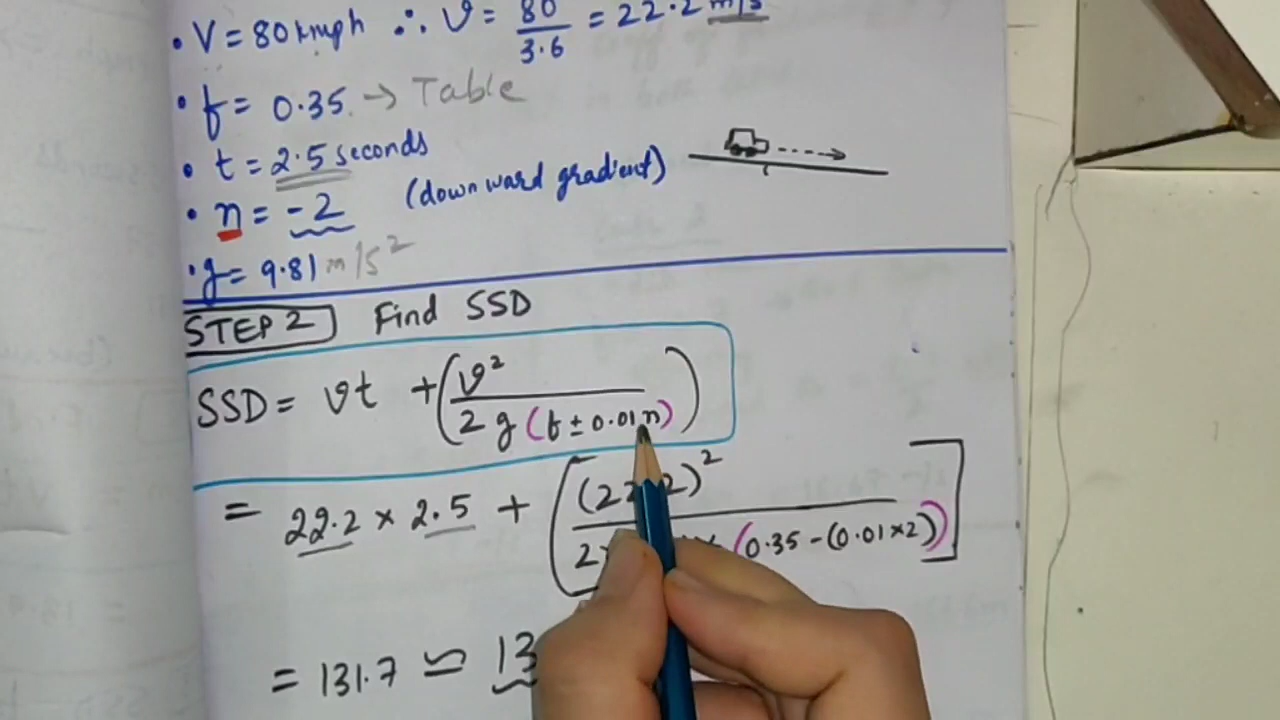 • V = 80 kmph ∴ v = 80/3.6 = 22.2 m/s
• f = 0.35 → Table
• t = 2.5 seconds
• n = -2 (downward gradient)
• g = 9.81 m/s²
STEP 2 Find SSD
SSD = vt + (v² / 2g (f ± 0.01n))
= 22.2 × 2.5 + [(22.2)² / 2× (0.35 - (0.01×2))]
= 131.7 ≃ 13